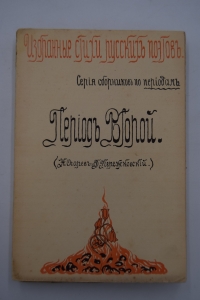 Избранные стихи русскихъ поэтовъ.
Серія сборниковъ по періодамъ
Періодъ Второй.